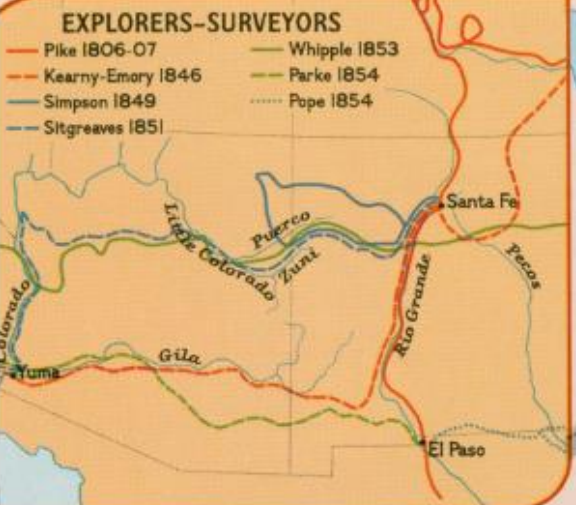 EXPLORERS-SURVEYORS
Pike 1806-07
Kearny-Emory 1846
Simpson 1849
Sitgreaves 1851
Whipple 1853
Parke 1854
Pope 1854
Santa Fe
Puerco
Little Colorado
Zuni
Pecos
Colorado
Rio Grande
Gila
Yuma
El Paso